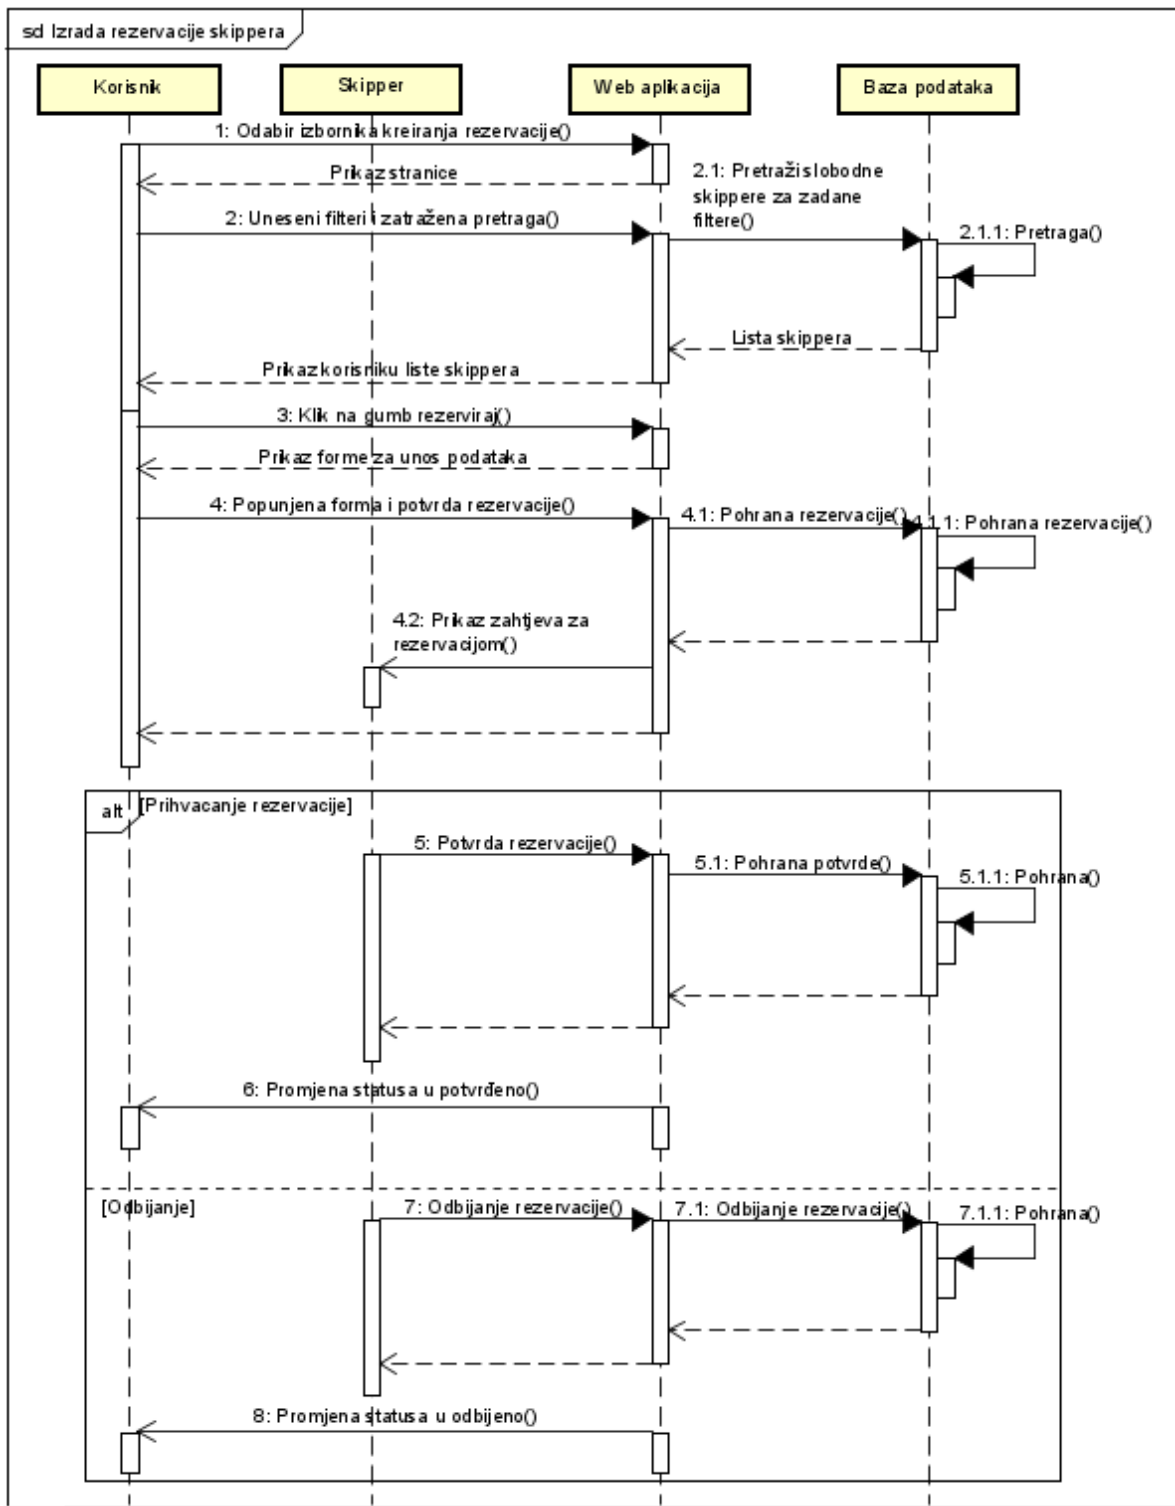 sd Izrada rezervacije skippera
Korisnik
Skipper
Web aplikacija
Baza podataka
1: Odabir izbornika kreiranja rezervacije()
Prikaz stranice
2.1: Pretraži slobodne
skippere za zadane
filtere()
2: Uneseni filteri i zatražena pretraga()
2.1.1: Pretraga()
Lista skippera
Prikaz korisniku liste skippera
3: Klik na gumb rezerviraj()
Prikaz forme za unos podataka
4: Popunjena forma i potvrda rezervacije()
4.1: Pohrana rezervacije()
4.1.1: Pohrana rezervacije()
4.2: Prikaz zahtjeva za
rezervacijom()
alt
[Prihvacanje rezervacije]
5: Potvrda rezervacije()
5.1: Pohrana potvrde()
5.1.1: Pohrana()
6: Promjena statusa u potvrđeno()
[Odbijanje]
7: Odbijanje rezervacije()
7.1: Odbijanje rezervacije()
7.1.1: Pohrana()
8: Promjena statusa u odbijeno()